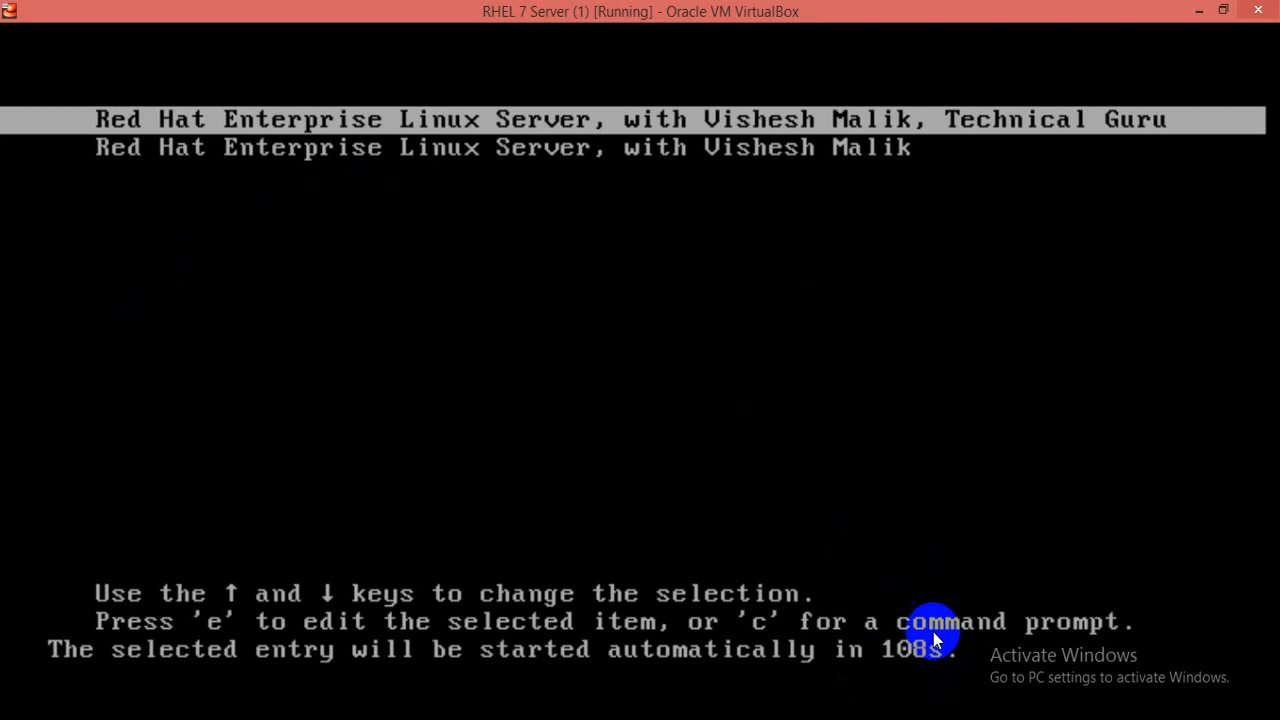 RHEL 7 Server (1) [Running] - Oracle VM VirtualBox
Red Hat Enterprise Linux Server, with Vishesh Malik, Technical Guru
Red Hat Enterprise Linux Server, with Vishesh Malik
Use the ↑ and ↓ keys to change the selection.
Press 'e' to edit the selected item, or 'c' for a command prompt.
The selected entry will be started automatically in 108s.
Activate Windows
Go to PC settings to activate Windows.